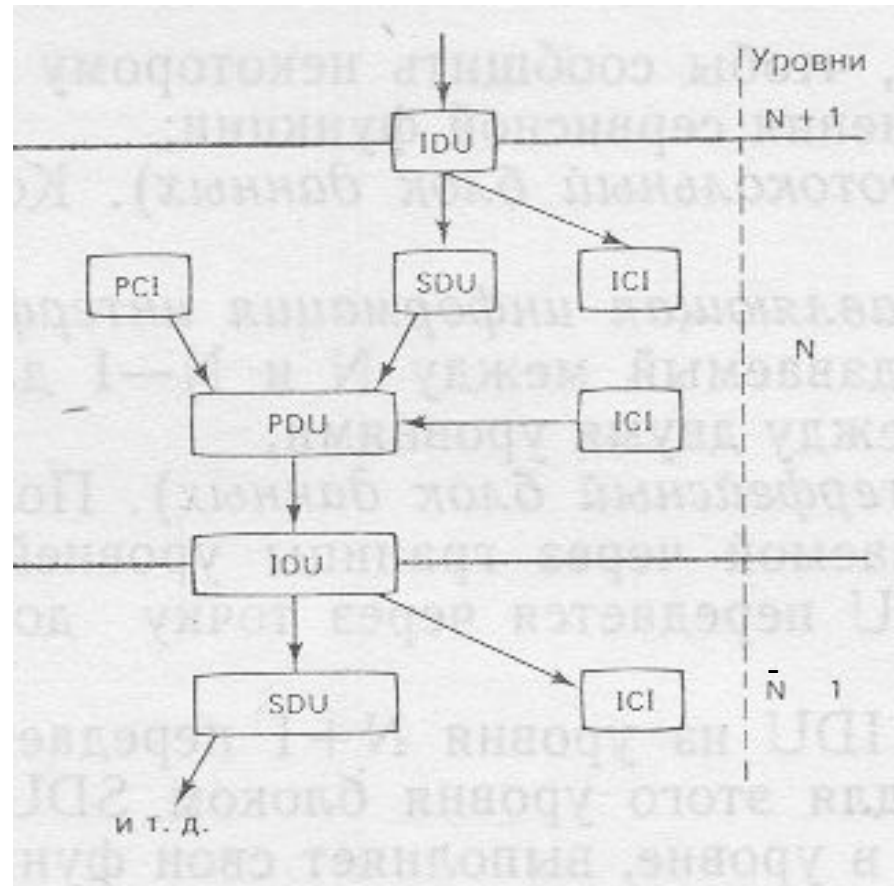 Уровни
N + 1
IDU
PCI
SDU
ICI
N
PDU
ICI
IDU
SDU
ICI
N - 1
и т. д.